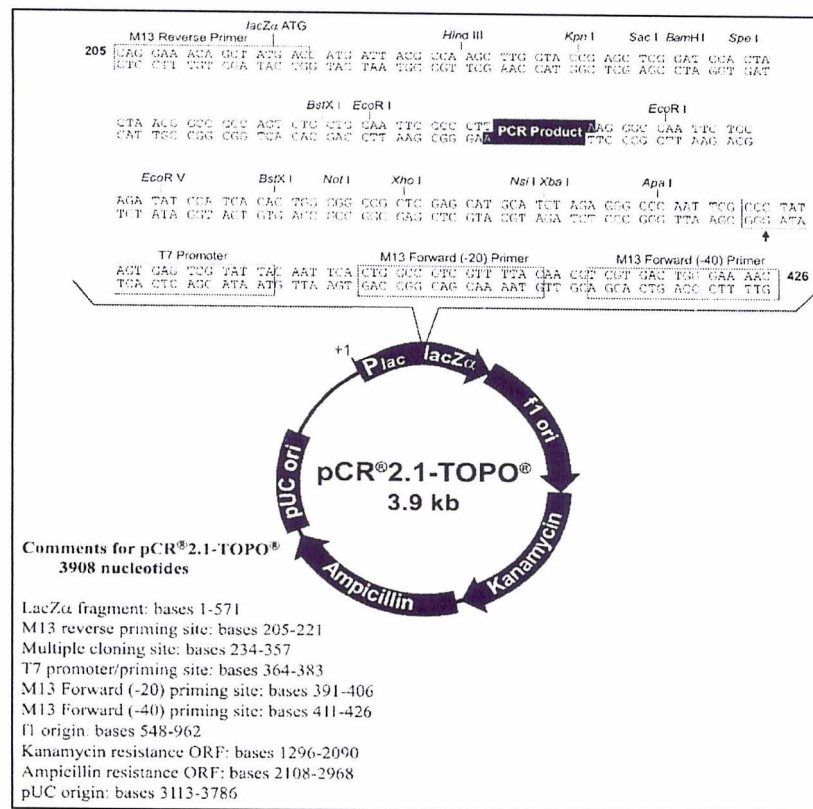 lacZα ATG
M13 Reverse Primer Hind III Kpn I Sac I BamH I Spe I
205 CAG GAA ACA GCT ATG AC C ATG ATT ACG CCA AGC TTG GTA CCG AGC TCG GAT CCA CTA
GTC CTT TGT CGA TAC TG G TAC TAA TGC GGT TCG AAC CAT GGC TCG AGC CTA GGT GAT
BstX I EcoR I EcoR I
GTA ACG GCC GCC AGT GTG CTG GAA TTC GCC CTT PCR Product AAG GGC GAA TTC TGC
CAT TGC CGG CGG TCA CAC GAC CTT AAG CGG GAA TTC CCG CTT AAG ACG
EcoR V BstX I Not I Xho I Nsi I Xba I Apa I
AGA TAT CCA TCA CAC TGG CGG CCG CTC GAG CAT GCA TCT AGA GGG CCC AAT TCG CCC TAT
TCT ATA GGT AGT GTG ACC GCC GGC GAG CTC GTA CGT AGA TCT CCC GGG TTA AGC GGG ATA
T7 Promoter M13 Forward (-20) Primer M13 Forward (-40) Primer
AGT GAG TCG TAT TAC AAT TCA CTG GCC GTC GTT TTA CAA CGT CGT GAC TGG GAA AAC 426
TCA CTC AGC ATA ATG TTA AGT GAC CGG CAG CAA AAT GTT GCA GCA CTG ACC CTT TTG
+1
Plac lacZα
f1 ori
Kanamycin
Ampicillin
pUC ori
pCR®2.1-TOPO®
3.9 kb
Comments for pCR®2.1-TOPO®
3908 nucleotides
LacZα fragment: bases 1-571
M13 reverse priming site: bases 205-221
Multiple cloning site: bases 234-357
T7 promoter/priming site: bases 364-383
M13 Forward (-20) priming site: bases 391-406
M13 Forward (-40) priming site: bases 411-426
f1 origin: bases 548-962
Kanamycin resistance ORF: bases 1296-2090
Ampicillin resistance ORF: bases 2108-2968
pUC origin: bases 3113-3786